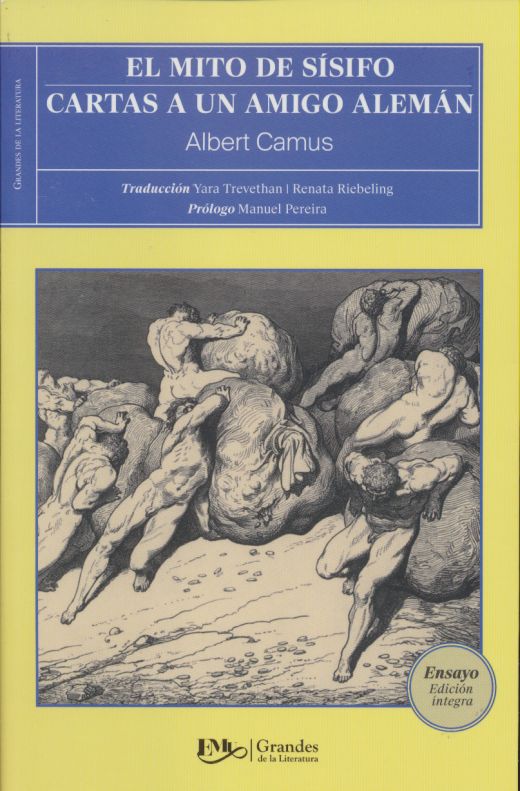 GRANDES DE LA LITERATURA
EL MITO DE SÍSIFO
CARTAS A UN AMIGO ALEMÁN
Albert Camus
Traducción Yara Trevethan | Renata Riebeling
Prólogo Manuel Pereira
Ensayo
Edición
íntegra
EMU
Grandes
de la Literatura